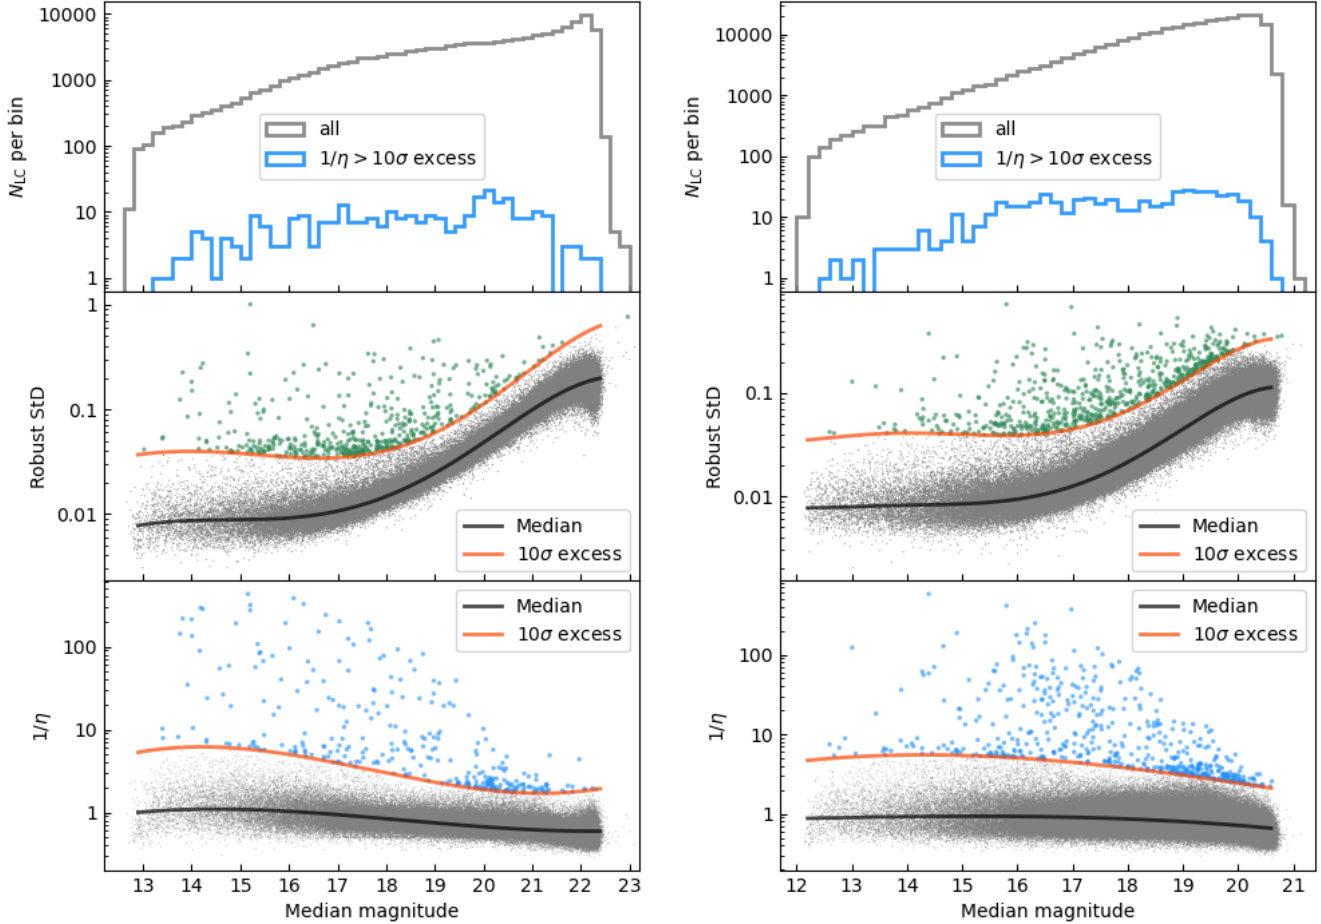 10000
1000
100
10
1
N_LC per bin
all
1/η > 10σ excess
10000
1000
100
10
1
N_LC per bin
all
1/η > 10σ excess
1
0.1
0.01
Robust StD
Median
10σ excess
0.1
0.01
Robust StD
Median
10σ excess
100
10
1
1/η
Median
10σ excess
13 14 15 16 17 18 19 20 21 22 23
Median magnitude
100
10
1
1/η
Median
10σ excess
12 13 14 15 16 17 18 19 20 21
Median magnitude